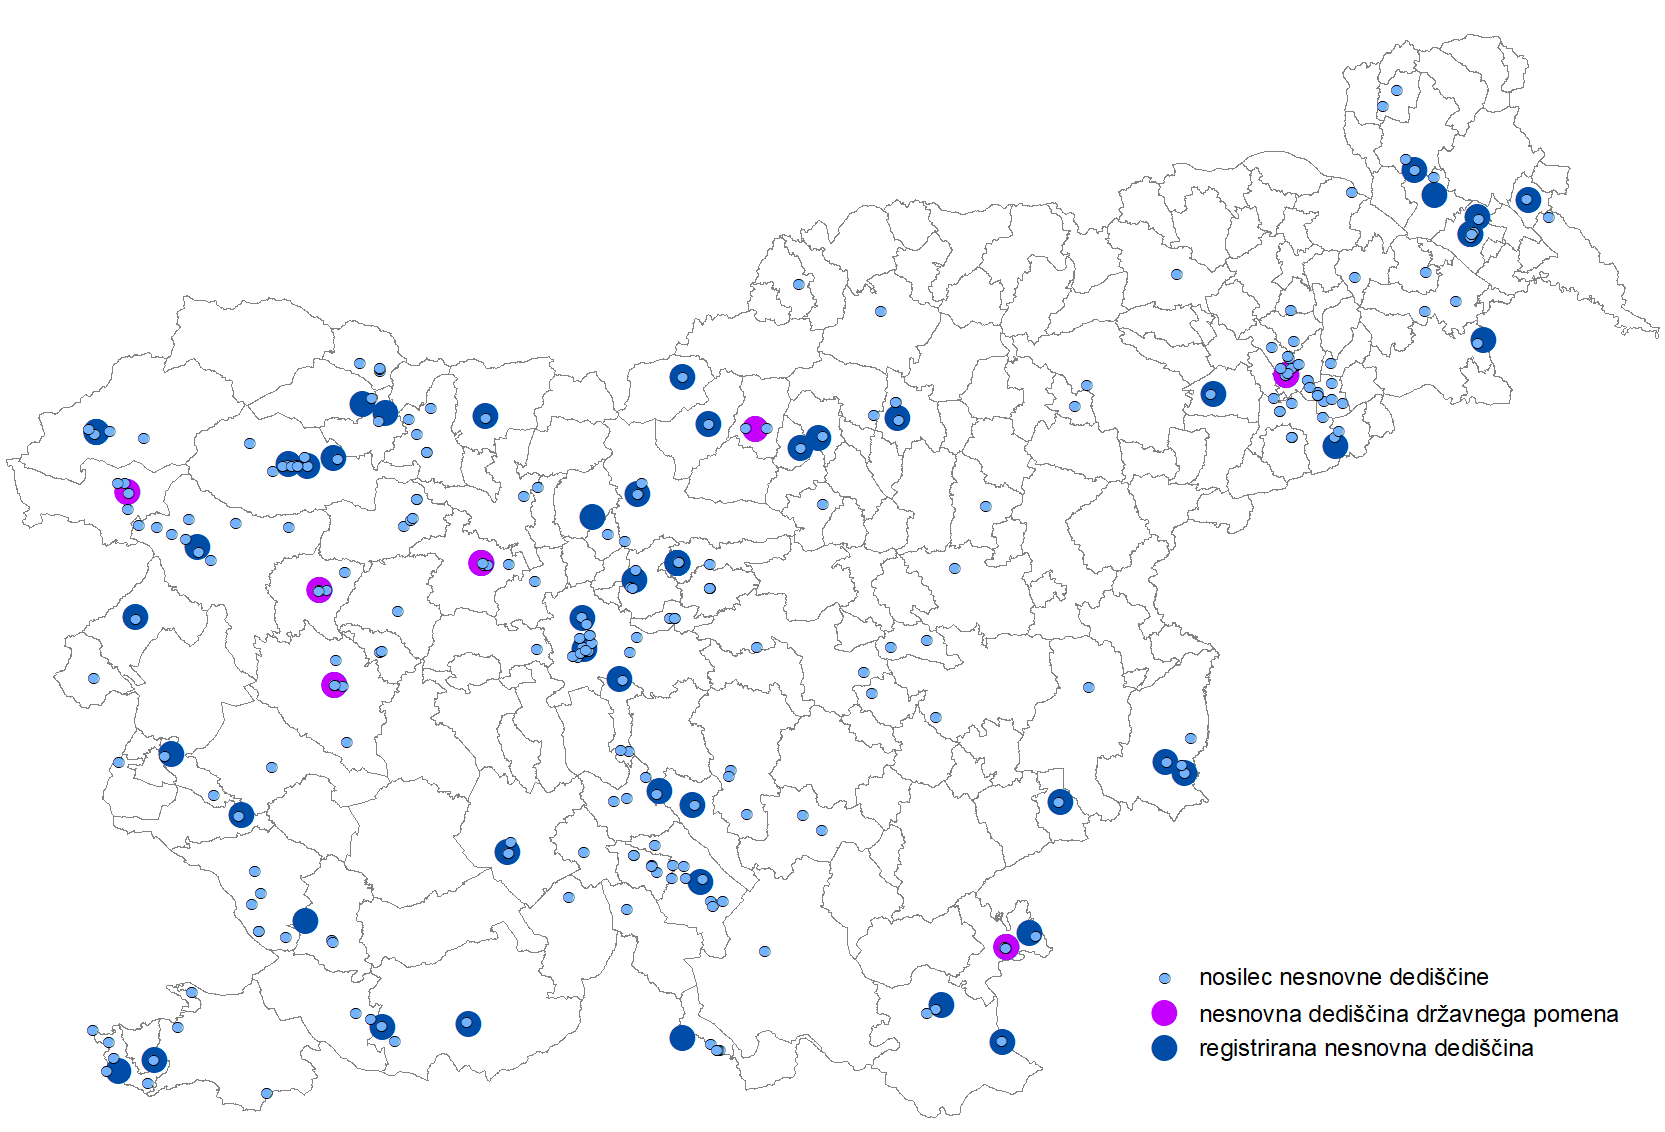 nosilec nesnovne dediščine
nesnovna dediščina državnega pomena
registrirana nesnovna dediščina